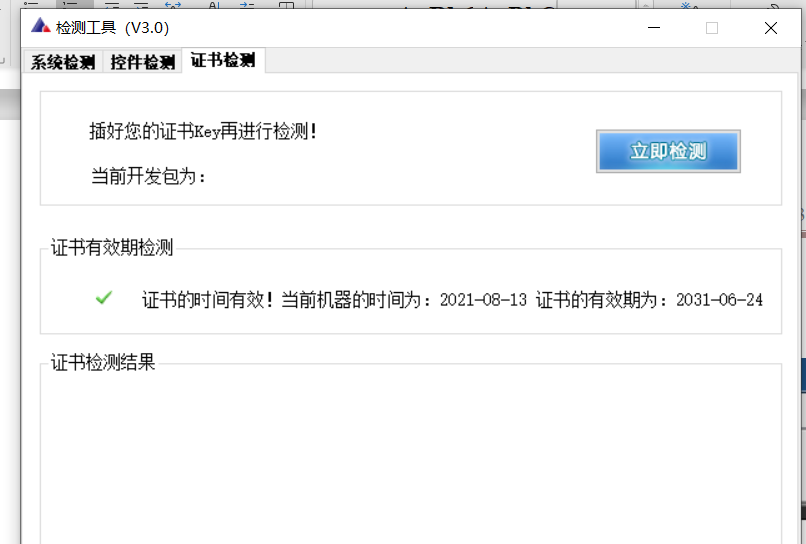 检测工具（V3.0）
系统检测 控件检测 证书检测
插好您的证书Key再进行检测！
立即检测
当前开发包为：
证书有效期检测
证书的时间有效！当前机器的时间为：2021-08-13 证书的有效期为：2031-06-24
证书检测结果